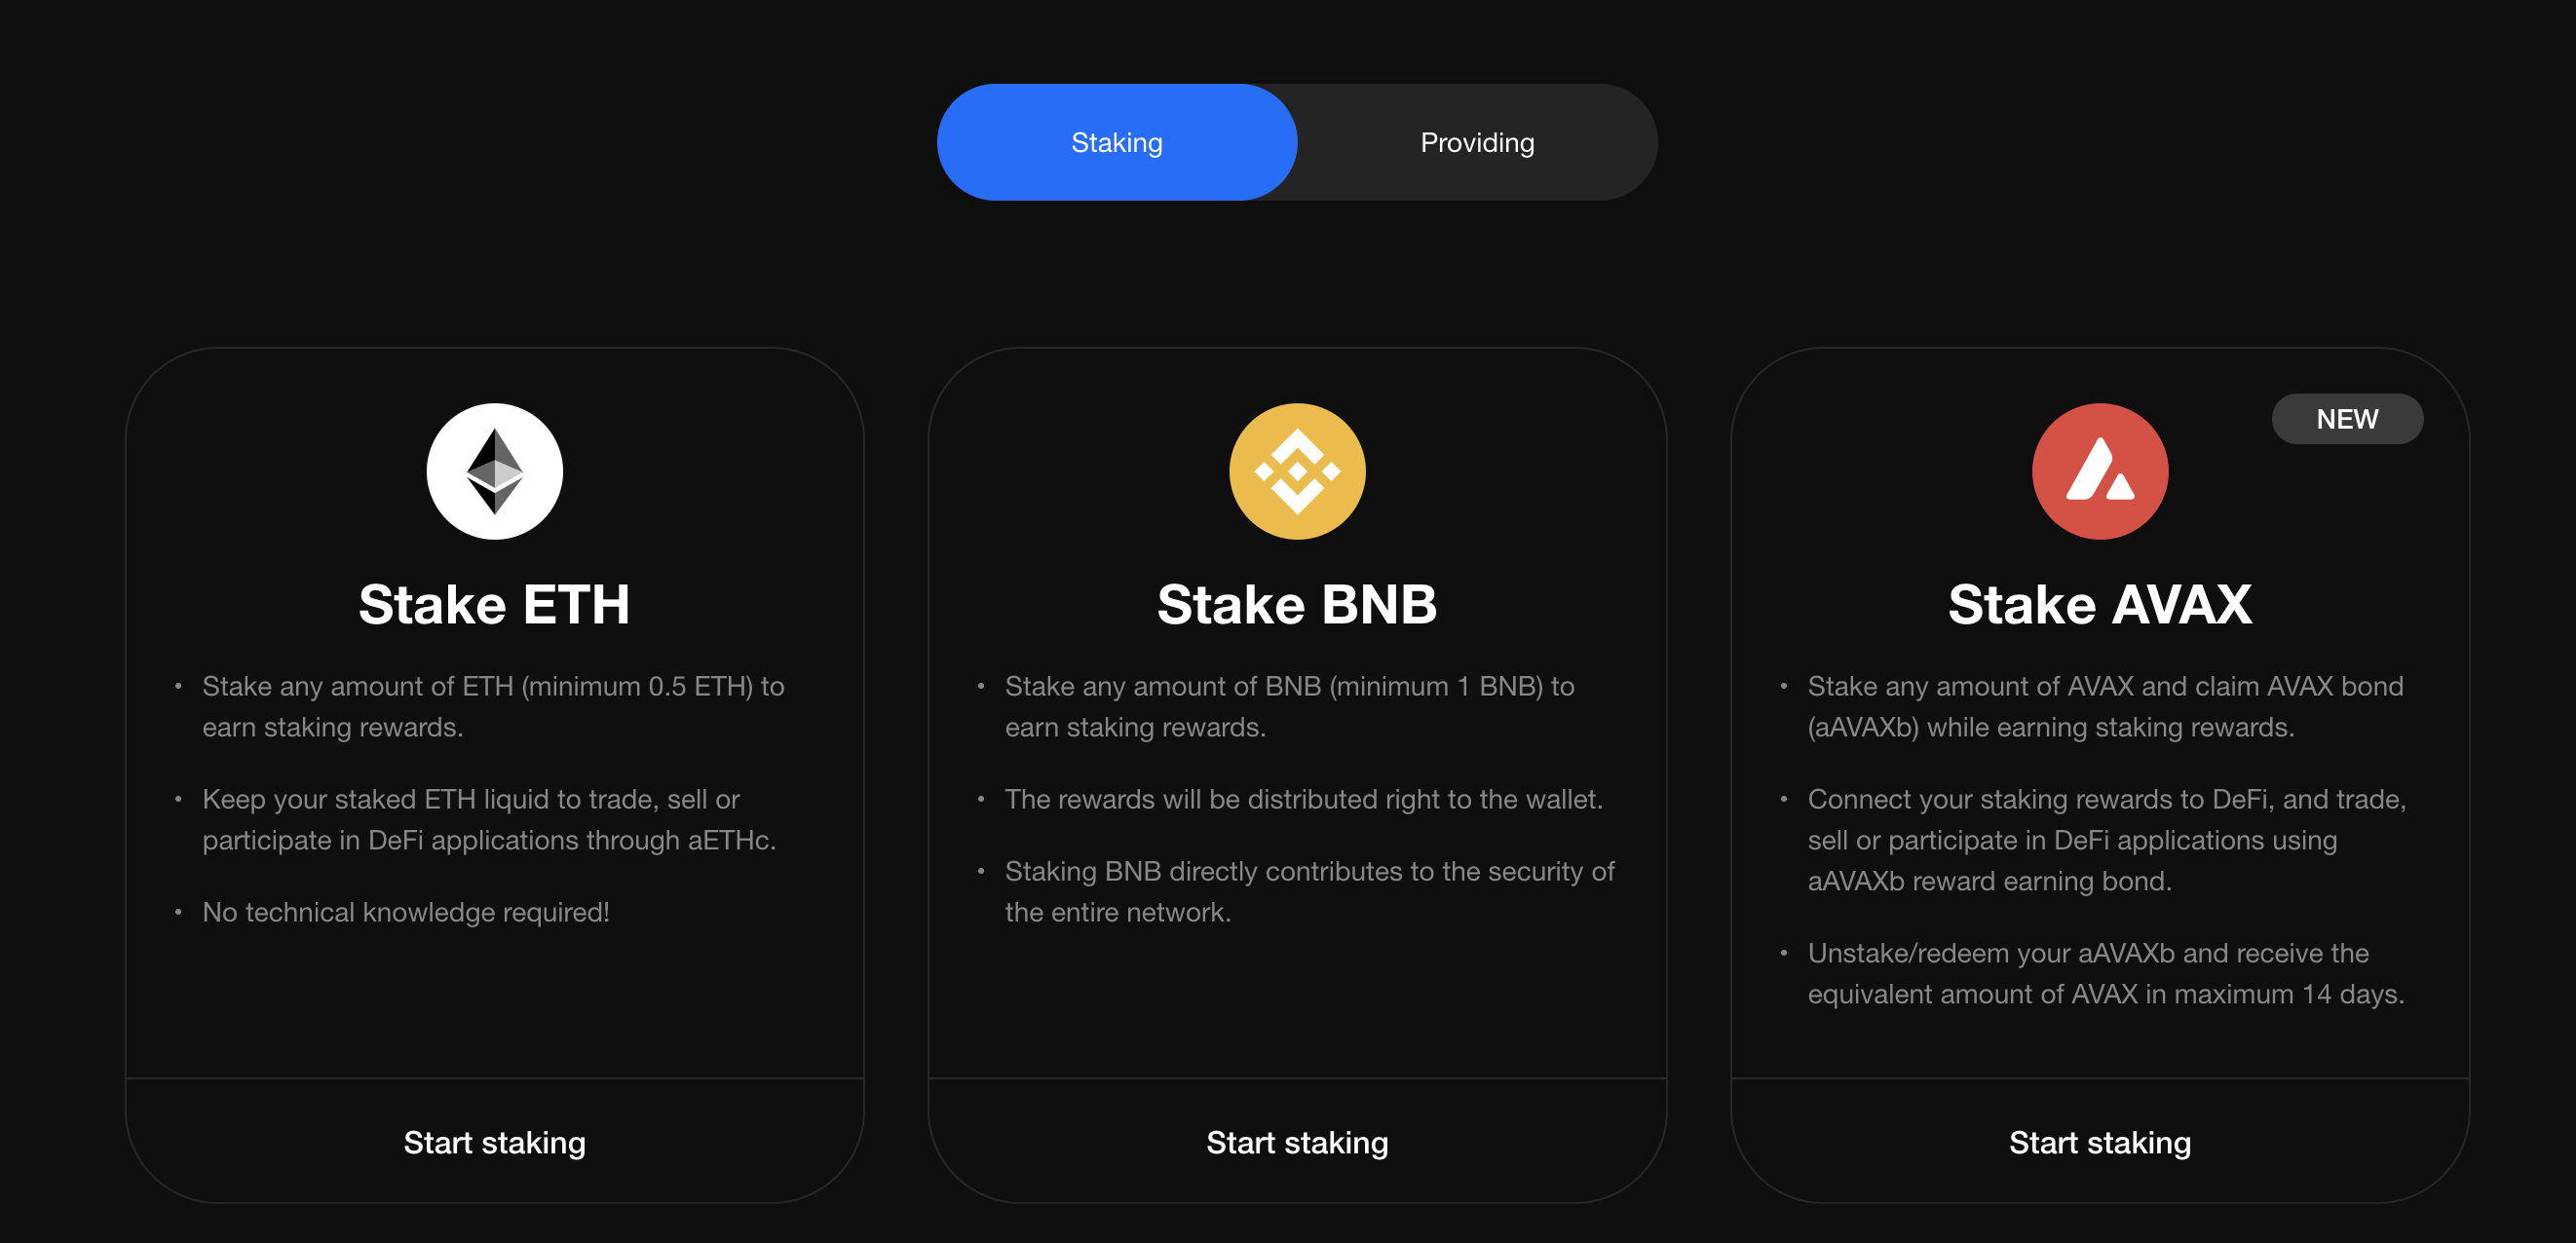 Staking
Providing
NEW
Stake ETH
• Stake any amount of ETH (minimum 0.5 ETH) to
earn staking rewards.
• Keep your staked ETH liquid to trade, sell or
participate in DeFi applications through aETHc.
• No technical knowledge required!
Start staking
Stake BNB
• Stake any amount of BNB (minimum 1 BNB) to
earn staking rewards.
• The rewards will be distributed right to the wallet.
• Staking BNB directly contributes to the security of
the entire network.
Start staking
Stake AVAX
• Stake any amount of AVAX and claim AVAX bond
(aAVAXb) while earning staking rewards.
• Connect your staking rewards to DeFi, and trade,
sell or participate in DeFi applications using
aAVAXb reward earning bond.
• Unstake/redeem your aAVAXb and receive the
equivalent amount of AVAX in maximum 14 days.
Start staking